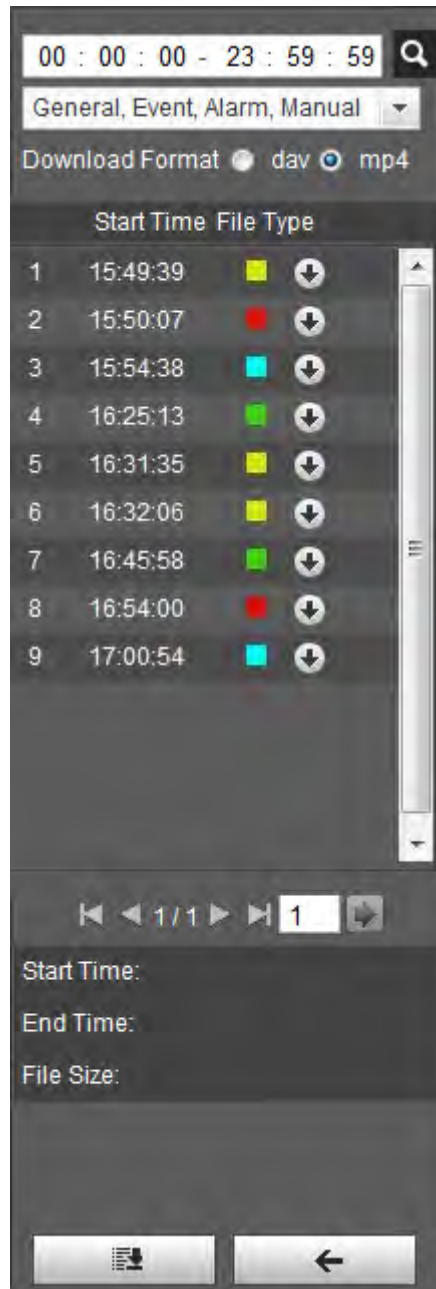 00 : 00 : 00 - 23 : 59 : 59
General, Event, Alarm, Manual
Download Format dav mp4
Start Time File Type
1 15:49:39
2 15:50:07
3 15:54:38
4 16:25:13
5 16:31:35
6 16:32:06
7 16:45:58
8 16:54:00
9 17:00:54
1 / 1 1
Start Time:
End Time:
File Size: